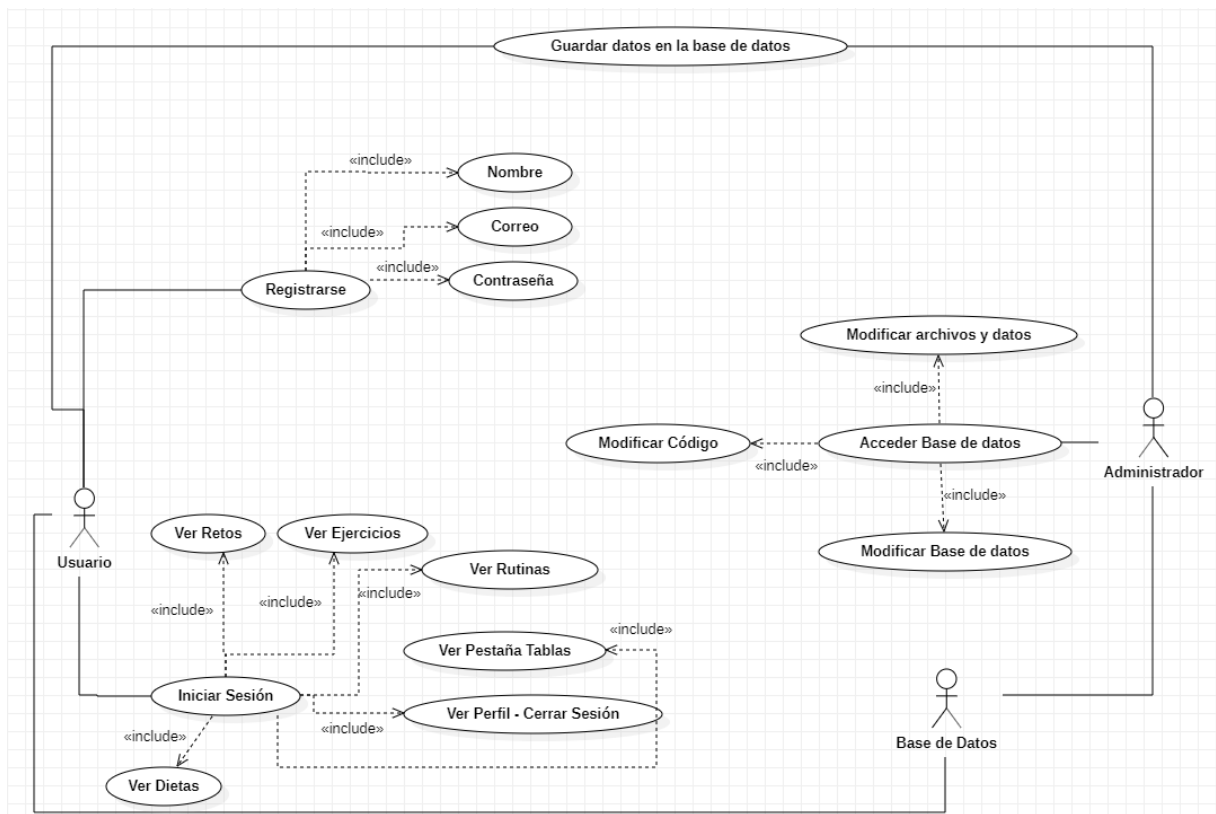 Guardar datos en la base de datos
«include»
Nombre
«include»
Correo
«include»
Contraseña
Registrarse
Modificar archivos y datos
«include»
Modificar Código
«include»
Acceder Base de datos
Administrador
«include»
Modificar Base de datos
Usuario
Ver Retos
Ver Ejercicios
Ver Rutinas
«include»
«include»
«include»
«include»
Ver Pestaña Tablas
Iniciar Sesión
Ver Perfil - Cerrar Sesión
«include»
«include»
Base de Datos
Ver Dietas